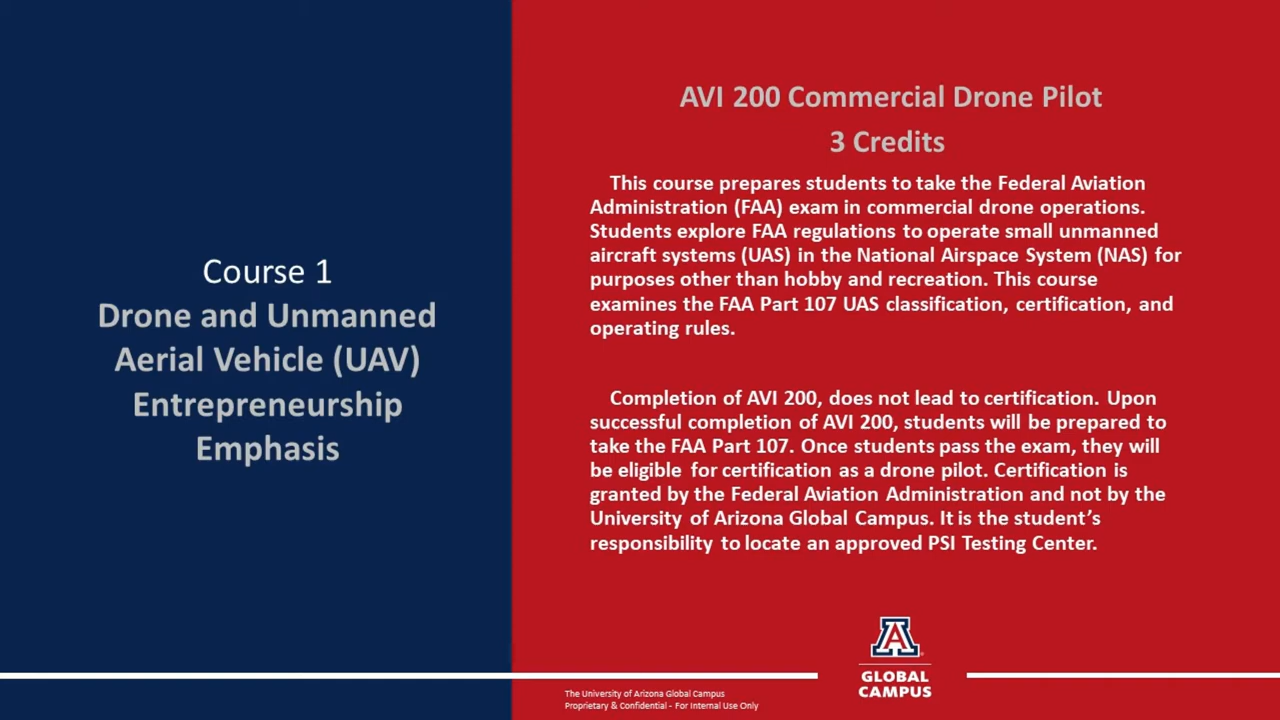 Course 1
Drone and Unmanned
Aerial Vehicle (UAV)
Entrepreneurship
Emphasis
AVI 200 Commercial Drone Pilot
3 Credits
This course prepares students to take the Federal Aviation
Administration (FAA) exam in commercial drone operations.
Students explore FAA regulations to operate small unmanned
aircraft systems (UAS) in the National Airspace System (NAS) for
purposes other than hobby and recreation. This course
examines the FAA Part 107 UAS classification, certification, and
operating rules.
Completion of AVI 200, does not lead to certification. Upon
successful completion of AVI 200, students will be prepared to
take the FAA Part 107. Once students pass the exam, they will
be eligible for certification as a drone pilot. Certification is
granted by the Federal Aviation Administration and not by the
University of Arizona Global Campus. It is the student’s
responsibility to locate an approved PSI Testing Center.
A
GLOBAL
CAMPUS
The University of Arizona Global Campus
Proprietary & Confidential - For Internal Use Only